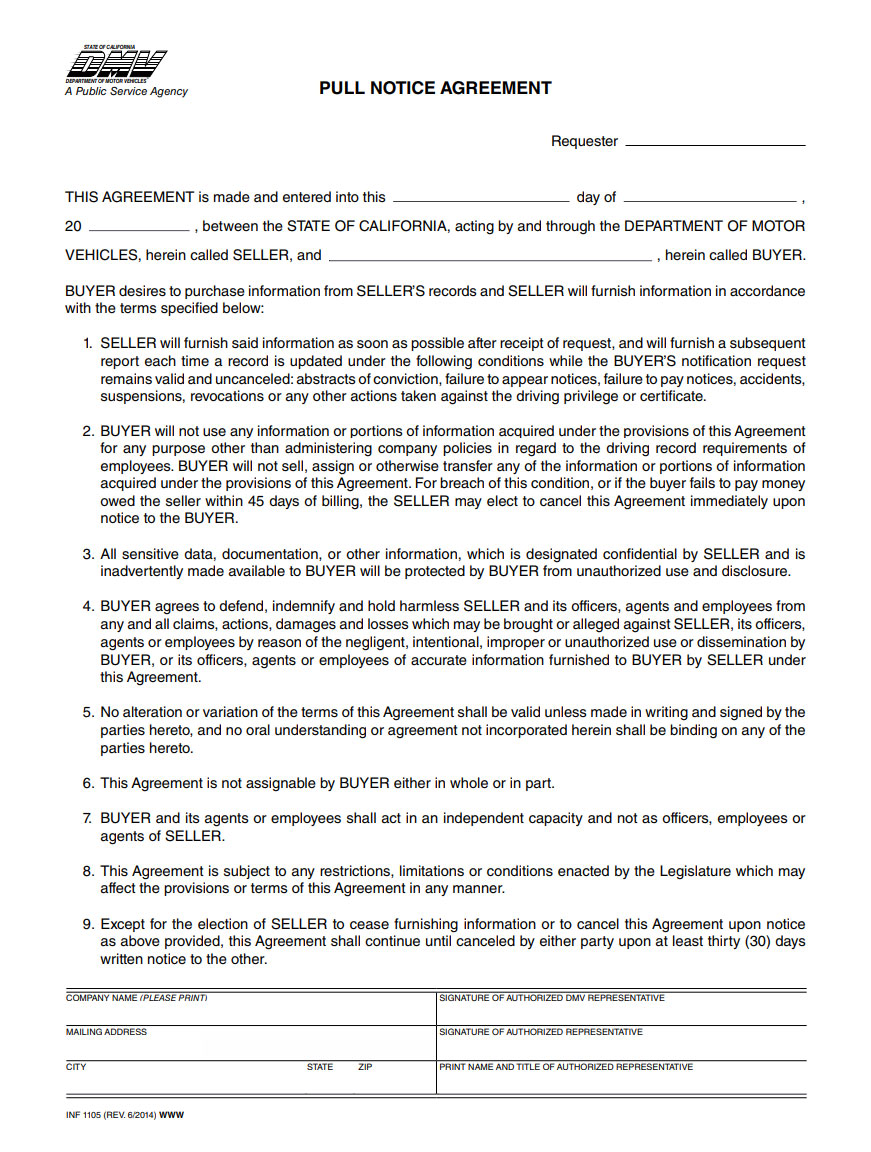 STATE OF CALIFORNIA
DMV
DEPARTMENT OF MOTOR VEHICLES
A Public Service Agency
PULL NOTICE AGREEMENT
Requester
THIS AGREEMENT is made and entered into this day of ,
20 , between the STATE OF CALIFORNIA, acting by and through the DEPARTMENT OF MOTOR
VEHICLES, herein called SELLER, and , herein called BUYER.
BUYER desires to purchase information from SELLER'S records and SELLER will furnish information in accordance
with the terms specified below:
1. SELLER will furnish said information as soon as possible after receipt of request, and will furnish a subsequent
report each time a record is updated under the following conditions while the BUYER'S notification request
remains valid and uncanceled: abstracts of conviction, failure to appear notices, failure to pay notices, accidents,
suspensions, revocations or any other actions taken against the driving privilege or certificate.
2. BUYER will not use any information or portions of information acquired under the provisions of this Agreement
for any purpose other than administering company policies in regard to the driving record requirements of
employees. BUYER will not sell, assign or otherwise transfer any of the information or portions of information
acquired under the provisions of this Agreement. For breach of this condition, or if the buyer fails to pay money
owed the seller within 45 days of billing, the SELLER may elect to cancel this Agreement immediately upon
notice to the BUYER.
3. All sensitive data, documentation, or other information, which is designated confidential by SELLER and is
inadvertently made available to BUYER will be protected by BUYER from unauthorized use and disclosure.
4. BUYER agrees to defend, indemnify and hold harmless SELLER and its officers, agents and employees from
any and all claims, actions, damages and losses which may be brought or alleged against SELLER, its officers,
agents or employees by reason of the negligent, intentional, improper or unauthorized use or dissemination by
BUYER, or its officers, agents or employees of accurate information furnished to BUYER by SELLER under
this Agreement.
5. No alteration or variation of the terms of this Agreement shall be valid unless made in writing and signed by the
parties hereto, and no oral understanding or agreement not incorporated herein shall be binding on any of the
parties hereto.
6. This Agreement is not assignable by BUYER either in whole or in part.
7. BUYER and its agents or employees shall act in an independent capacity and not as officers, employees or
agents of SELLER.
8. This Agreement is subject to any restrictions, limitations or conditions enacted by the Legislature which may
affect the provisions or terms of this Agreement in any manner.
9. Except for the election of SELLER to cease furnishing information or to cancel this Agreement upon notice
as above provided, this Agreement shall continue until canceled by either party upon at least thirty (30) days
written notice to the other.
COMPANY NAME (PLEASE PRINT)
SIGNATURE OF AUTHORIZED DMV REPRESENTATIVE
MAILING ADDRESS
SIGNATURE OF AUTHORIZED REPRESENTATIVE
CITY STATE ZIP
PRINT NAME AND TITLE OF AUTHORIZED REPRESENTATIVE
INF 1105 (REV. 6/2014) WWW